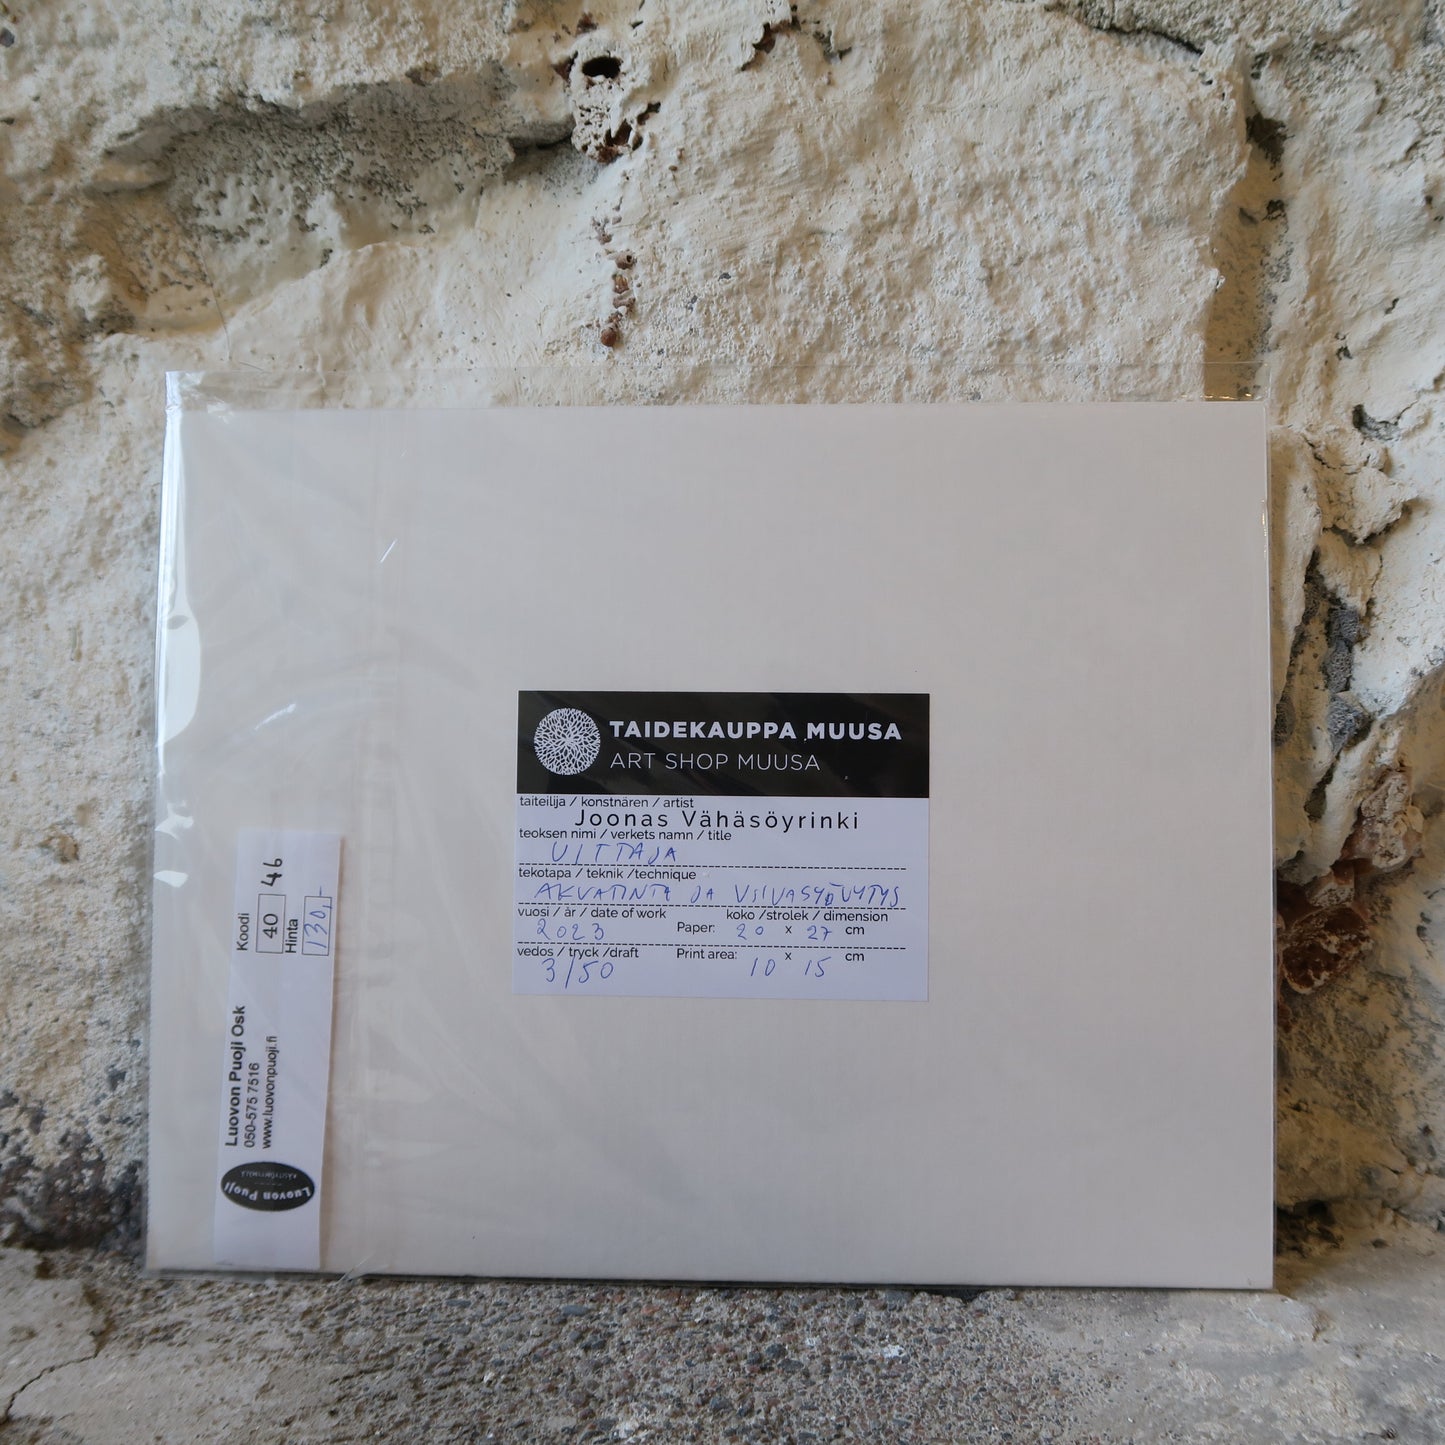 TAIDEKAUPPA MUUSA
ART SHOP MUUSA
taiteilija / konstnären / artist
Joonas Vähäsöyrinki
teoksen nimi / verkets namn / title
UITTAJA
tekotapa / teknik /technique
AKVATINTA JA VIIVASYÖVYTYS
vuosi / år / date of work
2023
koko /strolek / dimension
Paper: 20 x 27 cm
vedos / tryck /draft
3/50
Print area: 10 x 15 cm
Koodi
40 46
Hinta
130,-
Luovon Puoji Osk
050-575 7516
www.luovonpuoji.fi
Luovon Puoji